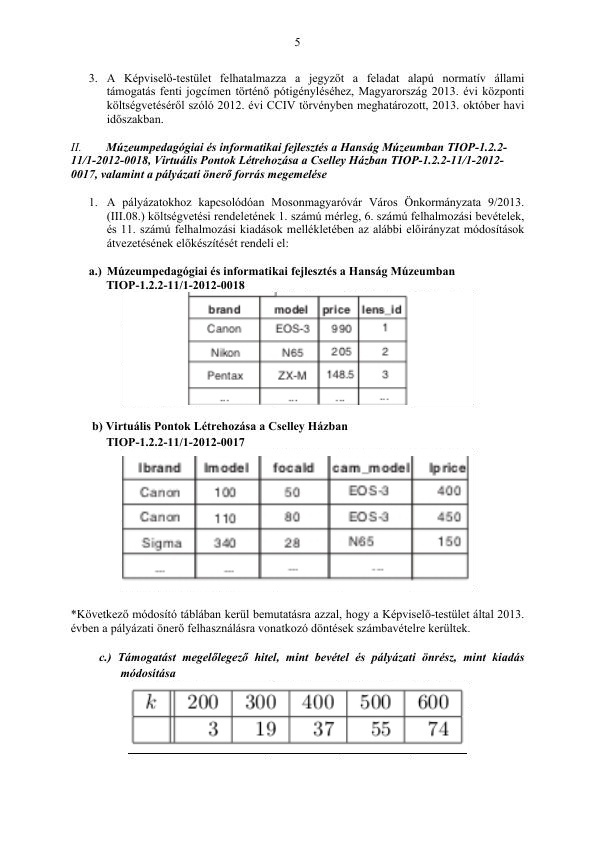 5
3. A Képviselő-testület felhatalmazza a jegyzőt a feladat alapú normatív állami
támogatás fenti jogcímen történő pótigényléséhez, Magyarország 2013. évi központi
költségvetéséről szóló 2012. évi CCIV törvényben meghatározott, 2013. október havi
időszakban.
II. Múzeumpedagógiai és informatikai fejlesztés a Hanság Múzeumban TIOP-1.2.2-
11/1-2012-0018, Virtuális Pontok Létrehozása a Cselley Házban TIOP-1.2.2-11/1-2012-
0017, valamint a pályázati önerő forrás megemelése
1. A pályázatokhoz kapcsolódóan Mosonmagyaróvár Város Önkormányzata 9/2013.
(III.08.) költségvetési rendeletének 1. számú mérleg, 6. számú felhalmozási bevételek,
és 11. számú felhalmozási kiadások mellékletében az alábbi előirányzat módosítások
átvezetésének előkészítését rendeli el:
a.) Múzeumpedagógiai és informatikai fejlesztés a Hanság Múzeumban
TIOP-1.2.2-11/1-2012-0018
brand model price lens_id
Canon EOS-3 990 1
Nikon N65 205 2
Pentax ZX-M 148.5 3
... ... ... ...
b) Virtuális Pontok Létrehozása a Cselley Házban
TIOP-1.2.2-11/1-2012-0017
lbrand lmodel focald cam_model lprice
Canon 100 50 EOS-3 400
Canon 110 80 EOS-3 450
Sigma 340 28 N65 150
.... .... .... ....
*Következő módosító táblában kerül bemutatásra azzal, hogy a Képviselő-testület által 2013.
évben a pályázati önerő felhasználásra vonatkozó döntések számbavételre kerültek.
c.) Támogatást megelőlegező hitel, mint bevétel és pályázati önrész, mint kiadás
módosítása
k 200 300 400 500 600
3 19 37 55 74